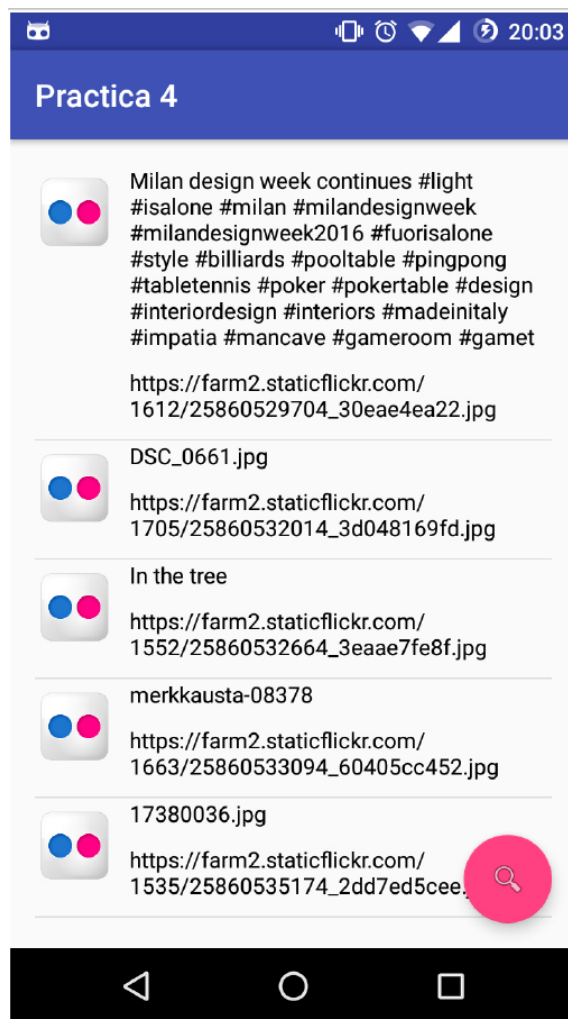 20:03
Practica 4
Milan design week continues #light
#isalone #milan #milandesignweek
#milandesignweek2016 #fuorisalone
#style #billiards #pooltable #pingpong
#tabletennis #poker #pokertable #design
#interiordesign #interiors #madeinitaly
#impatia #mancave #gameroom #gamet
https://farm2.staticflickr.com/
1612/25860529704_30eae4ea22.jpg
DSC_0661.jpg
https://farm2.staticflickr.com/
1705/25860532014_3d048169fd.jpg
In the tree
https://farm2.staticflickr.com/
1552/25860532664_3eaae7fe8f.jpg
merkkausta-08378
https://farm2.staticflickr.com/
1663/25860533094_60405cc452.jpg
17380036.jpg
https://farm2.staticflickr.com/
1535/25860535174_2dd7ed5cee.